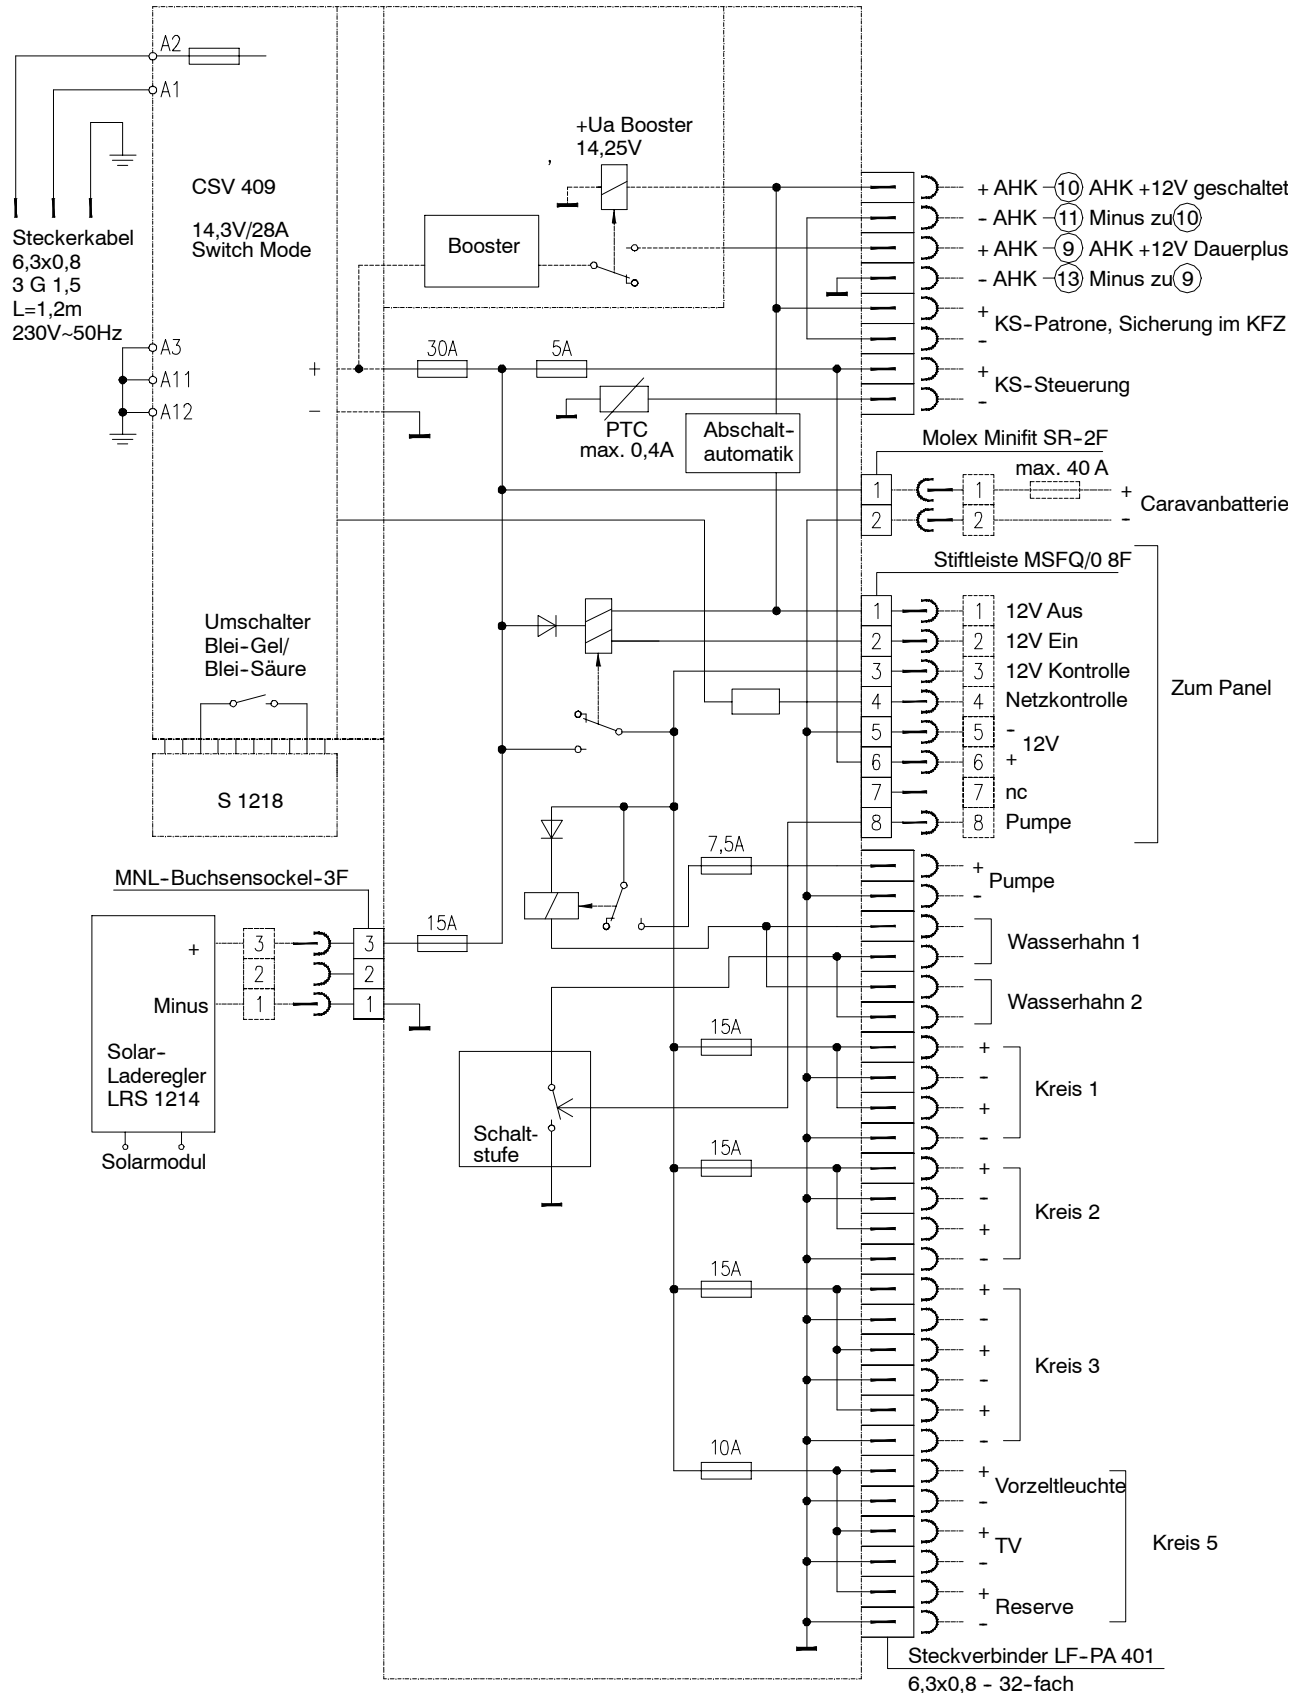 A2
A1
CSV 409
14,3V/28A
Switch Mode
Steckerkabel
6,3x0,8
3 G 1,5
L=1,2m
230V~50Hz
A3
A11
A12
+
-
+Ua Booster
14,25V
,
Booster
30A
5A
PTC
max. 0,4A
Abschalt-
automatik
+ AHK - 10 AHK +12V geschaltet
- AHK - 11 Minus zu 10
+ AHK - 9 AHK +12V Dauerplus
- AHK - 13 Minus zu 9
+
KS-Patrone, Sicherung im KFZ
-
+
KS-Steuerung
-
Molex Minifit SR-2F
max. 40 A
1 1 +
Caravanbatterie
2 2 -
Stiftleiste MSFQ/0 8F
1 1 12V Aus
2 2 12V Ein
3 3 12V Kontrolle
4 4 Netzkontrolle
5 5 -
12V
6 6 +
7 7 nc
8 8 Pumpe
Zum Panel
Umschalter
Blei-Gel/
Blei-Säure
S 1218
MNL-Buchsensockel-3F
+ 3 3
2 2
Minus 1 1
15A
Solar-
Laderegler
LRS 1214
Solarmodul
Schalt-
stufe
7,5A
+
Pumpe
-
Wasserhahn 1
Wasserhahn 2
15A
+
-
Kreis 1
+
-
15A
+
-
Kreis 2
+
-
15A
+
-
+
Kreis 3
-
+
-
10A
+
Vorzeltleuchte
-
+
TV
-
Kreis 5
+
Reserve
-
Steckverbinder LF-PA 401
6,3x0,8 - 32-fach